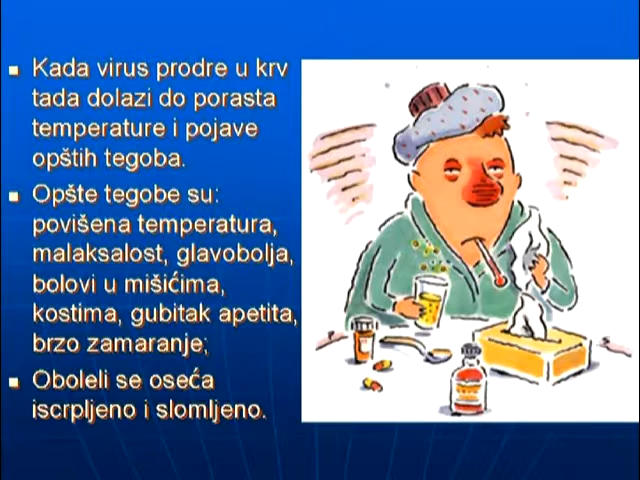 Kada virus prodre u krv
tada dolazi do porasta
temperature i pojave
opštih tegoba.
Opšte tegobe su:
povišena temperatura,
malaksalost, glavobolja,
bolovi u mišićima,
kostima, gubitak apetita,
brzo zamaranje;
Oboleli se oseća
iscrpljeno i slomljeno.